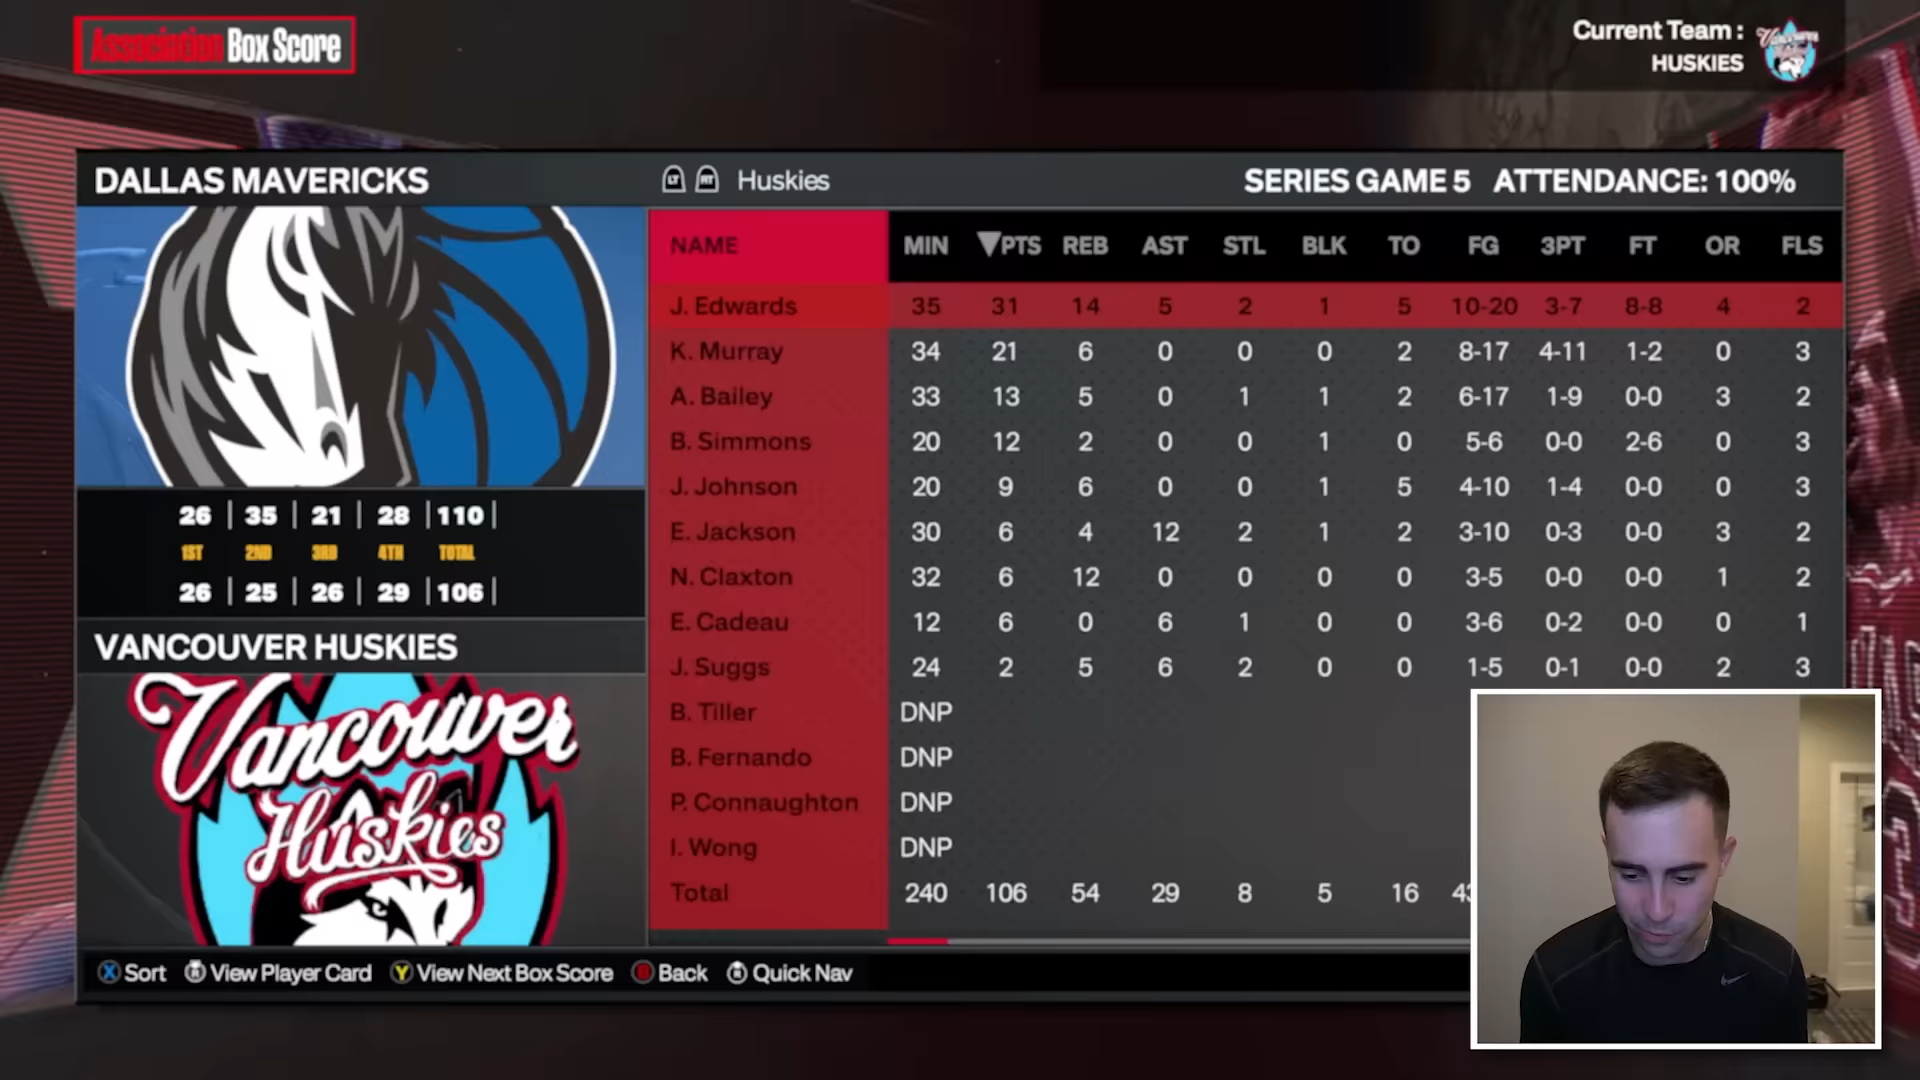 Association Box Score
Current Team :
HUSKIES
DALLAS MAVERICKS
LT RT Huskies
SERIES GAME 5 ATTENDANCE: 100%
NAME MIN ▼PTS REB AST STL BLK TO FG 3PT FT OR FLS
J. Edwards 35 31 14 5 2 1 5 10-20 3-7 8-8 4 2
K. Murray 34 21 6 0 0 0 2 8-17 4-11 1-2 0 3
A. Bailey 33 13 5 0 1 1 2 6-17 1-9 0-0 3 2
B. Simmons 20 12 2 0 0 1 0 5-6 0-0 2-6 0 3
J. Johnson 20 9 6 0 0 1 5 4-10 1-4 0-0 0 3
E. Jackson 30 6 4 12 2 1 2 3-10 0-3 0-0 3 2
N. Claxton 32 6 12 0 0 0 0 3-5 0-0 0-0 1 2
E. Cadeau 12 6 0 6 1 0 0 3-6 0-2 0-0 0 1
J. Suggs 24 2 5 6 2 0 0 1-5 0-1 0-0 2 3
B. Tiller DNP
B. Fernando DNP
P. Connaughton DNP
I. Wong DNP
Total 240 106 54 29 8 5 16 43
26 | 35 | 21 | 28 | 110 |
1ST 2ND 3RD 4TH TOTAL
26 | 25 | 26 | 29 | 106 |
VANCOUVER HUSKIES
Vancouver
Huskies
X Sort View Player Card Y View Next Box Score Back Quick Nav